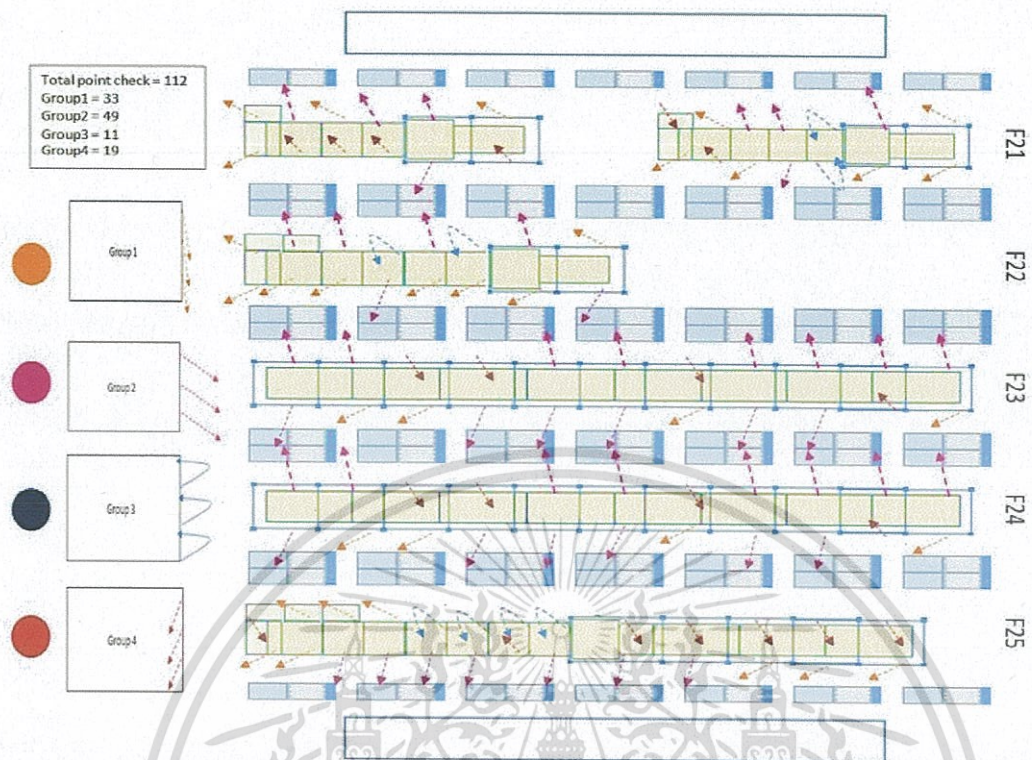 Total point check = 112
Group1 = 33
Group2 = 49
Group3 = 11
Group4 = 19
F21
Group 1
F22
Group 2
F23
Group 3
F24
Group 4
F25